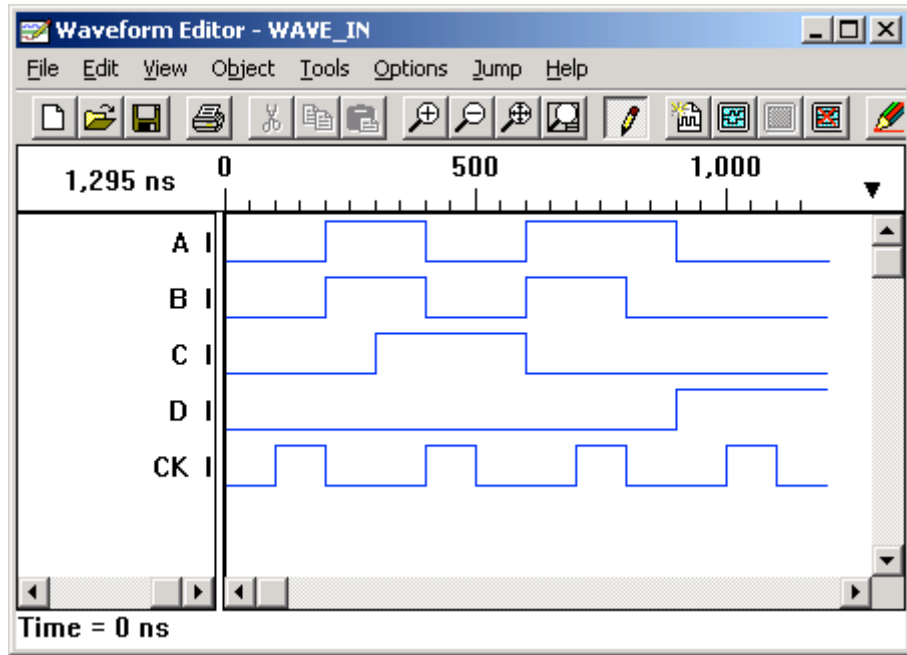 Waveform Editor - WAVE_IN
File Edit View Object Tools Options Jump Help
1,295 ns 0 500 1,000
A I
B I
C I
D I
CK I
Time = 0 ns